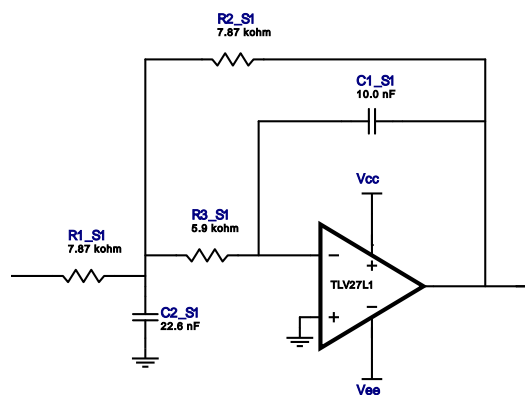 R2_S1
7.87 kohm
C1_S1
10.0 nF
Vcc
R3_S1
5.9 kohm
R1_S1
7.87 kohm
−
+
TLV27L1
−
+
C2_S1
22.6 nF
Vee